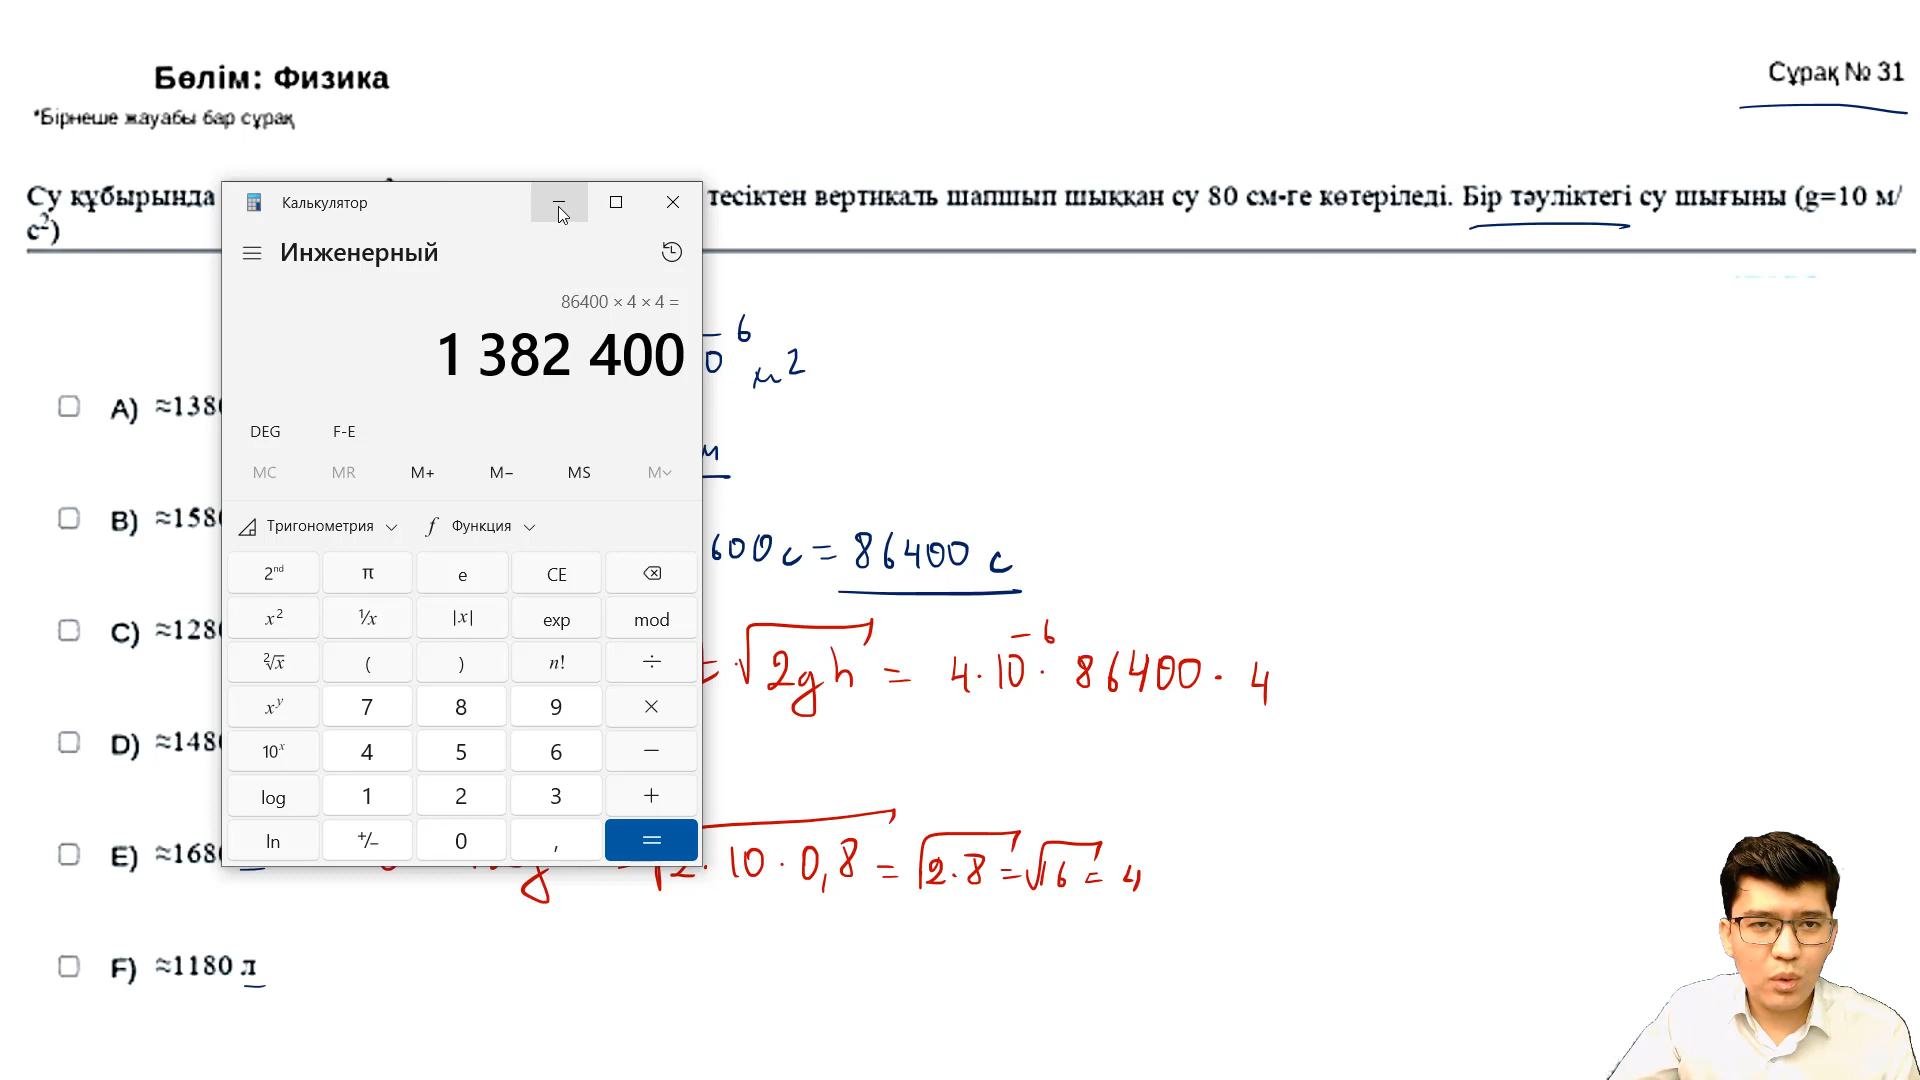 Бөлім: Физика
Сұрақ № 31
*Бірнеше жауабы бар сұрақ
Су құбырында тесіктен вертикаль шапшып шыққан су 80 см-ге көтеріледі. Бір тәуліктегі су шығыны (g=10 м/
с²)
Калькулятор
Инженерный
86400 × 4 × 4 =
1 382 400
DEG F-E
MC MR M+ M− MS M
Тригонометрия Функция
2ⁿᵈ π e CE
x² ¹/x |x| exp mod
²√x ( ) n! ÷
xʸ 7 8 9 ×
10ˣ 4 5 6 −
log 1 2 3 +
ln +/− 0 , =
0⁻⁶ м²
A) ≈138
м
B) ≈158
600 с = 86400 с
C) ≈128
= √2gh = 4·10⁻⁶· 86400 · 4
D) ≈148
E) ≈168
√2·10·0,8 = √2·8 = √16 = 4
F) ≈1180 л